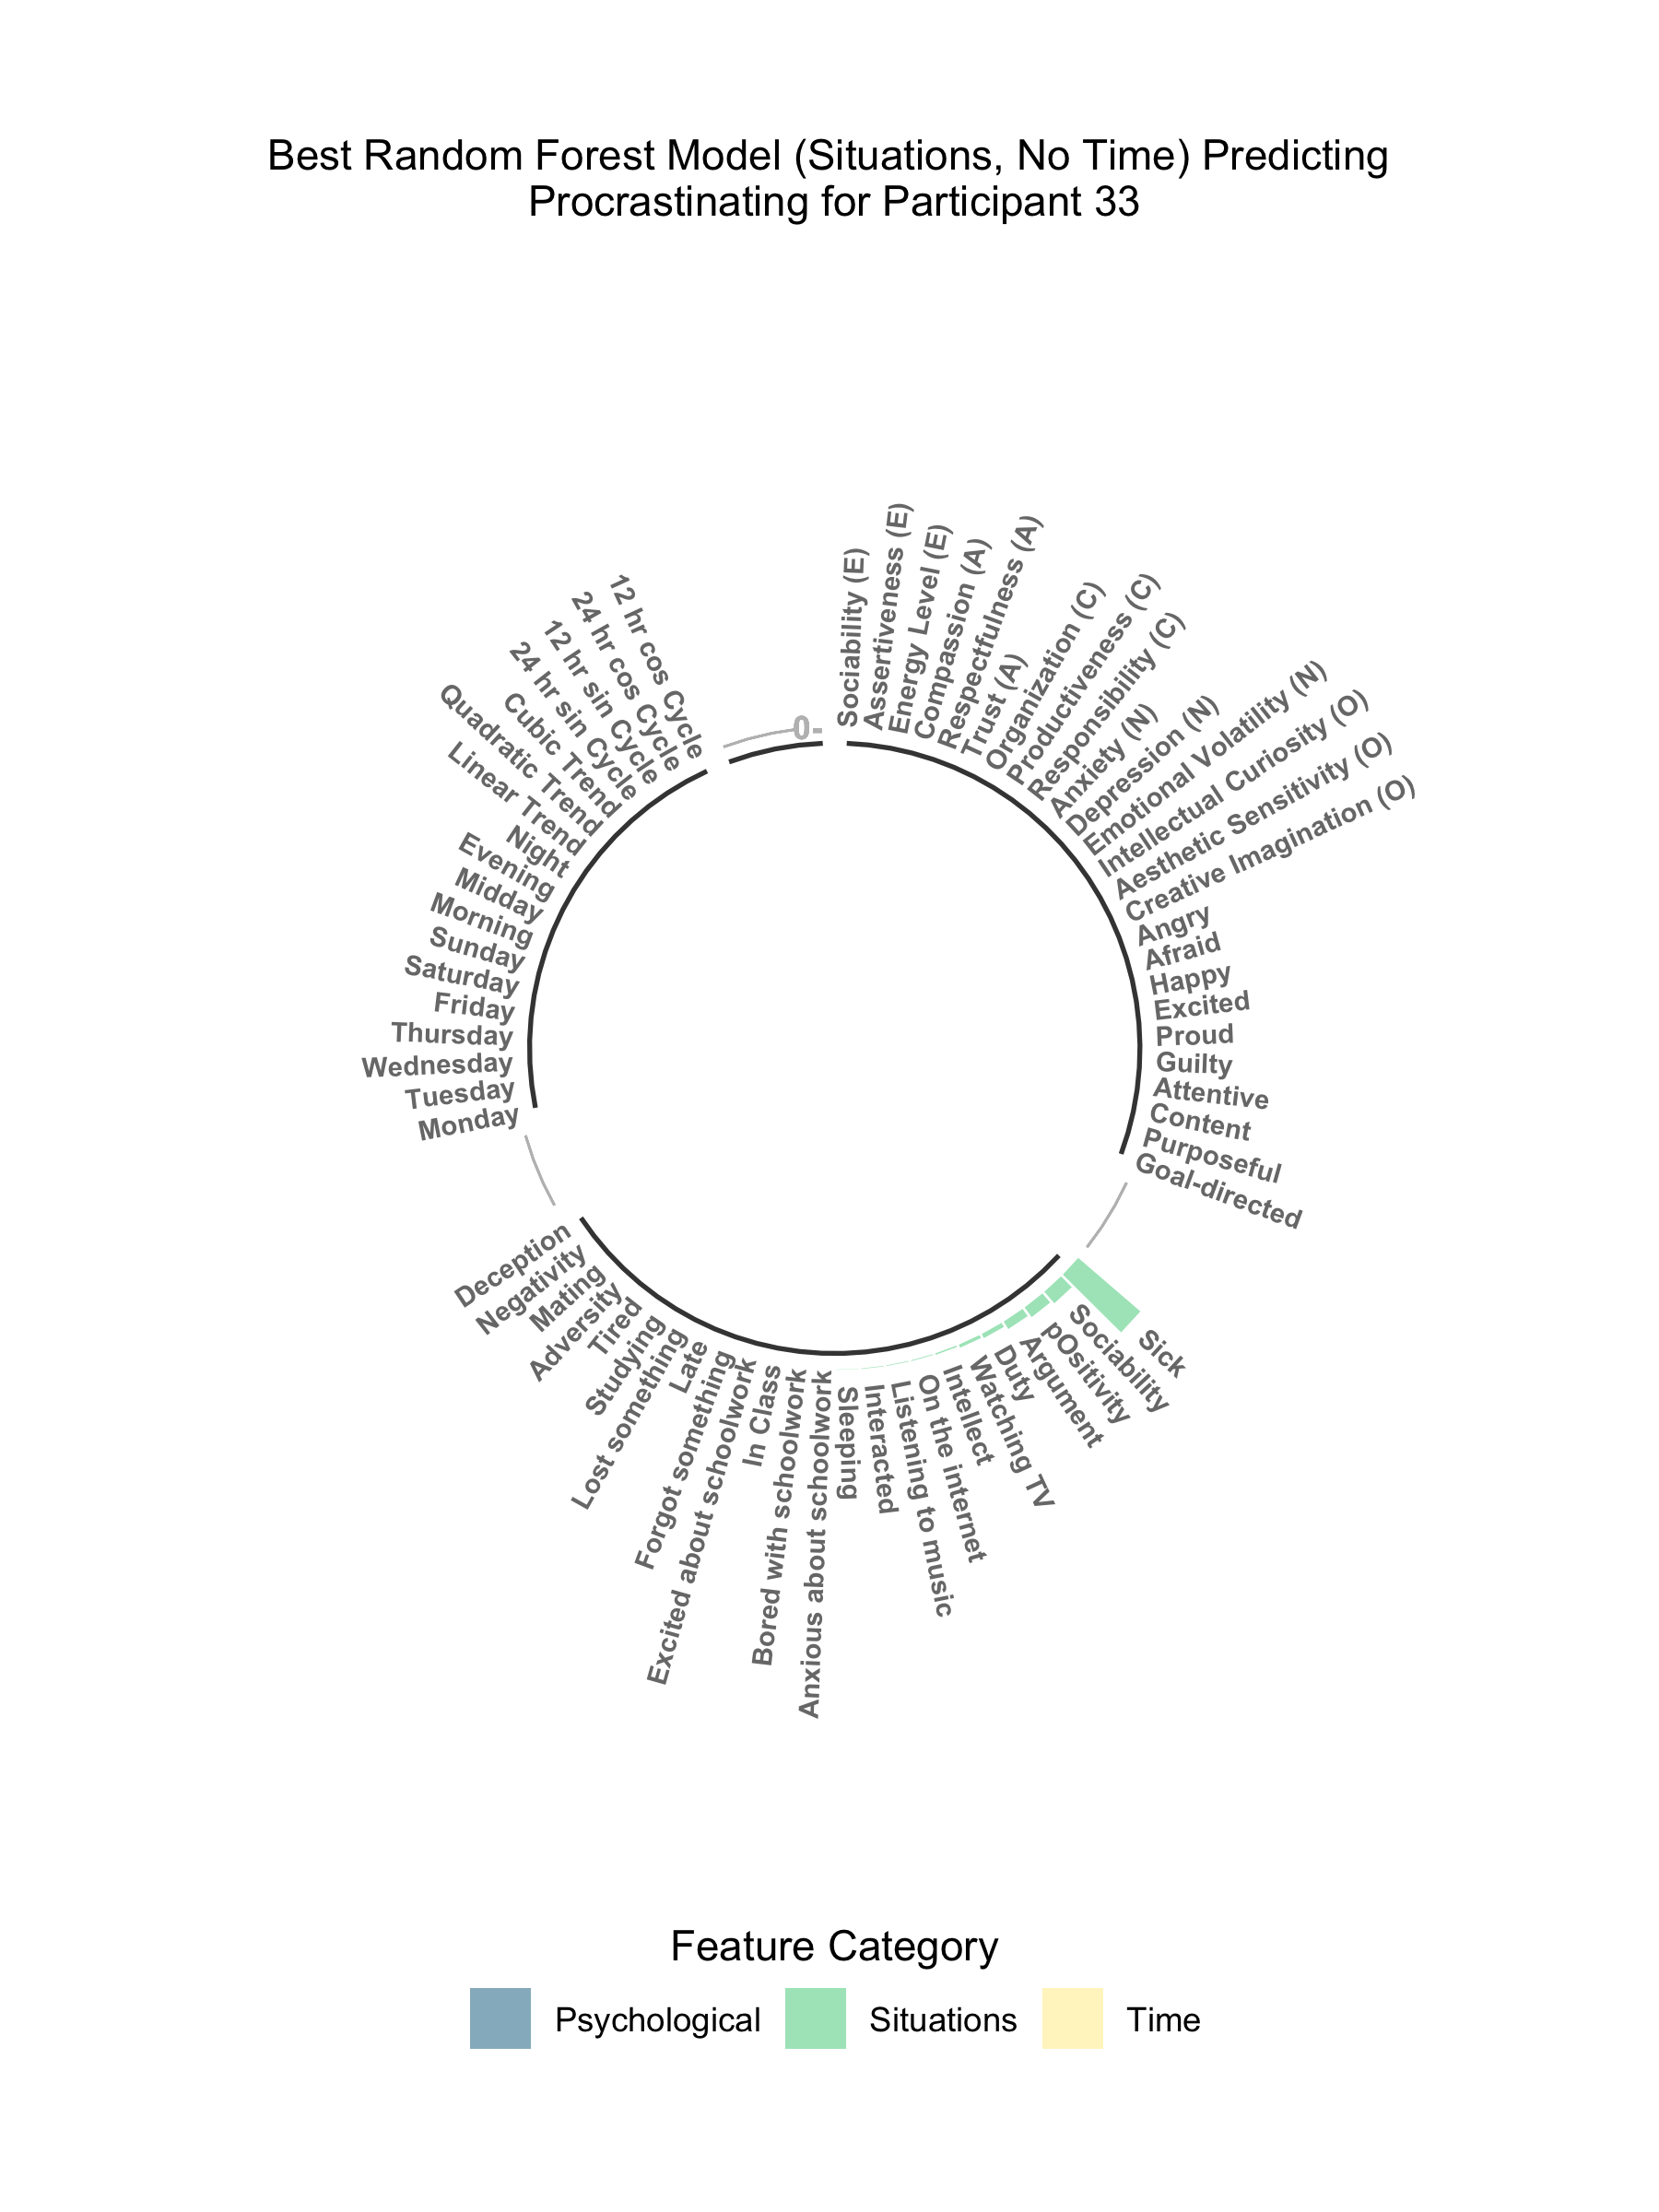 Best Random Forest Model (Situations, No Time) Predicting
Procrastinating for Participant 33
0-
Sociability (E)
Assertiveness (E)
Energy Level (E)
Compassion (A)
Respectfulness (A)
Trust (A)
Organization (C)
Productiveness (C)
Responsibility (C)
Anxiety (N)
Depression (N)
Emotional Volatility (N)
Intellectual Curiosity (O)
Aesthetic Sensitivity (O)
Creative Imagination (O)
Angry
Afraid
Happy
Excited
Proud
Guilty
Attentive
Content
Purposeful
Goal-directed
Sick
Sociability
pOsitivity
Argument
Duty
Watching TV
Intellect
On the internet
Listening to music
Interacted
Sleeping
Anxious about schoolwork
Bored with schoolwork
In Class
Excited about schoolwork
Forgot something
Late
Lost something
Studying
Tired
Adversity
Mating
Negativity
Deception
Monday
Tuesday
Wednesday
Thursday
Friday
Saturday
Sunday
Morning
Midday
Evening
Night
Linear Trend
Quadratic Trend
Cubic Trend
24 hr sin Cycle
12 hr sin Cycle
24 hr cos Cycle
12 hr cos Cycle
Feature Category
Psychological
Situations
Time